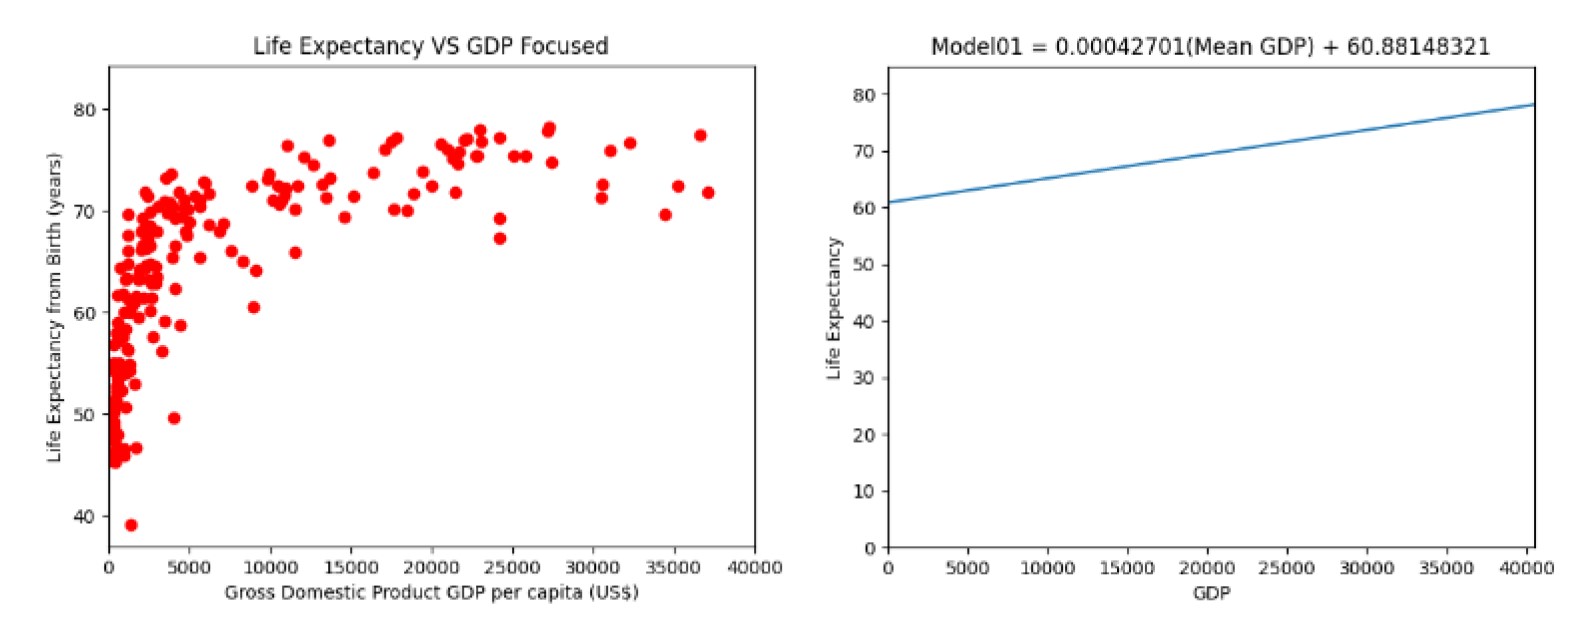 Life Expectancy VS GDP Focused
Life Expectancy from Birth (years)
80
70
60
50
40
0 5000 10000 15000 20000 25000 30000 35000 40000
Gross Domestic Product GDP per capita (US$)
Model01 = 0.00042701(Mean GDP) + 60.88148321
Life Expectancy
80
70
60
50
40
30
20
10
0
0 5000 10000 15000 20000 25000 30000 35000 40000
GDP